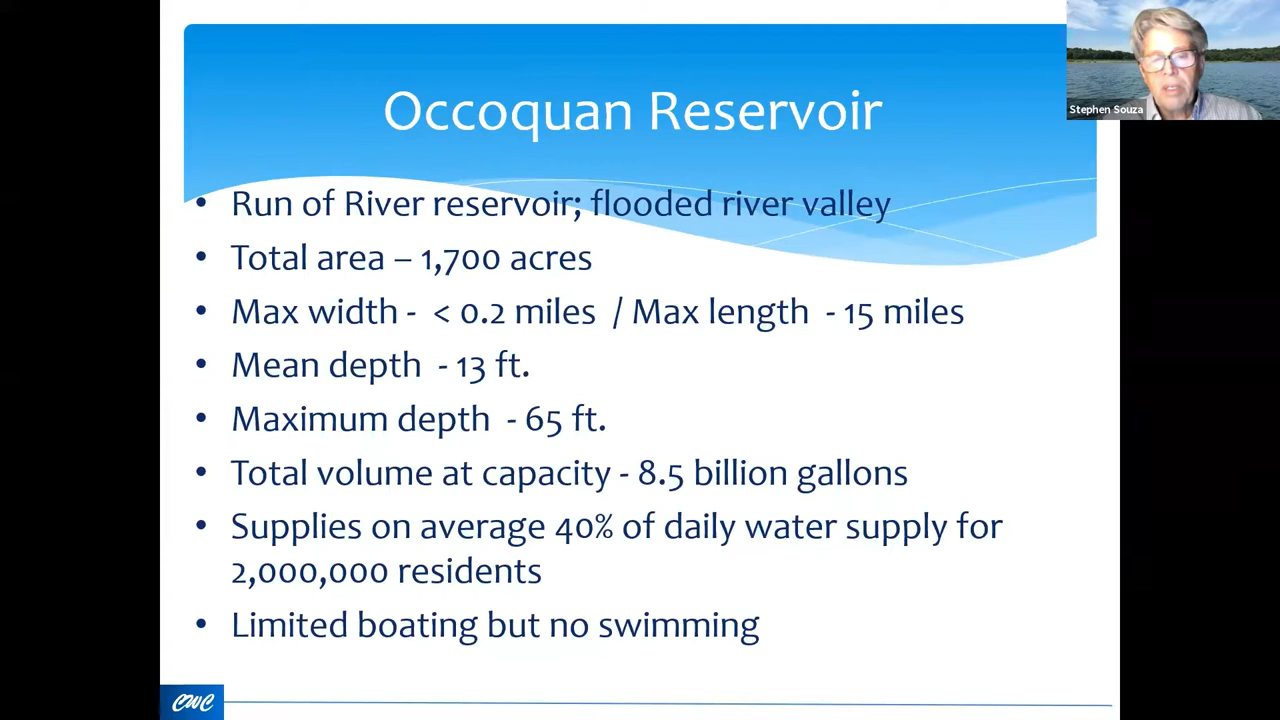 Stephen Souza
Occoquan Reservoir
• Run of River reservoir; flooded river valley
• Total area – 1,700 acres
• Max width - < 0.2 miles / Max length - 15 miles
• Mean depth - 13 ft.
• Maximum depth - 65 ft.
• Total volume at capacity - 8.5 billion gallons
• Supplies on average 40% of daily water supply for
2,000,000 residents
• Limited boating but no swimming
CWC